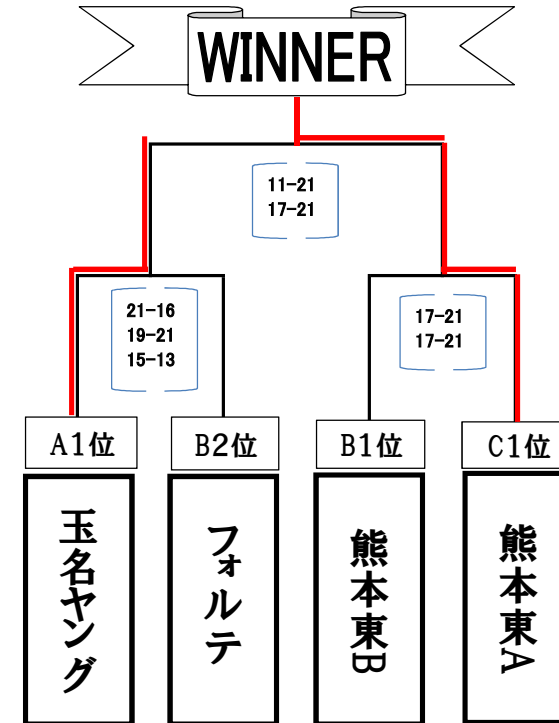 WINNER
11-21
17-21
21-16
19-21
15-13
17-21
17-21
A1位
B2位
B1位
C1位
玉名ヤング
フォルテ
熊本東B
熊本東A